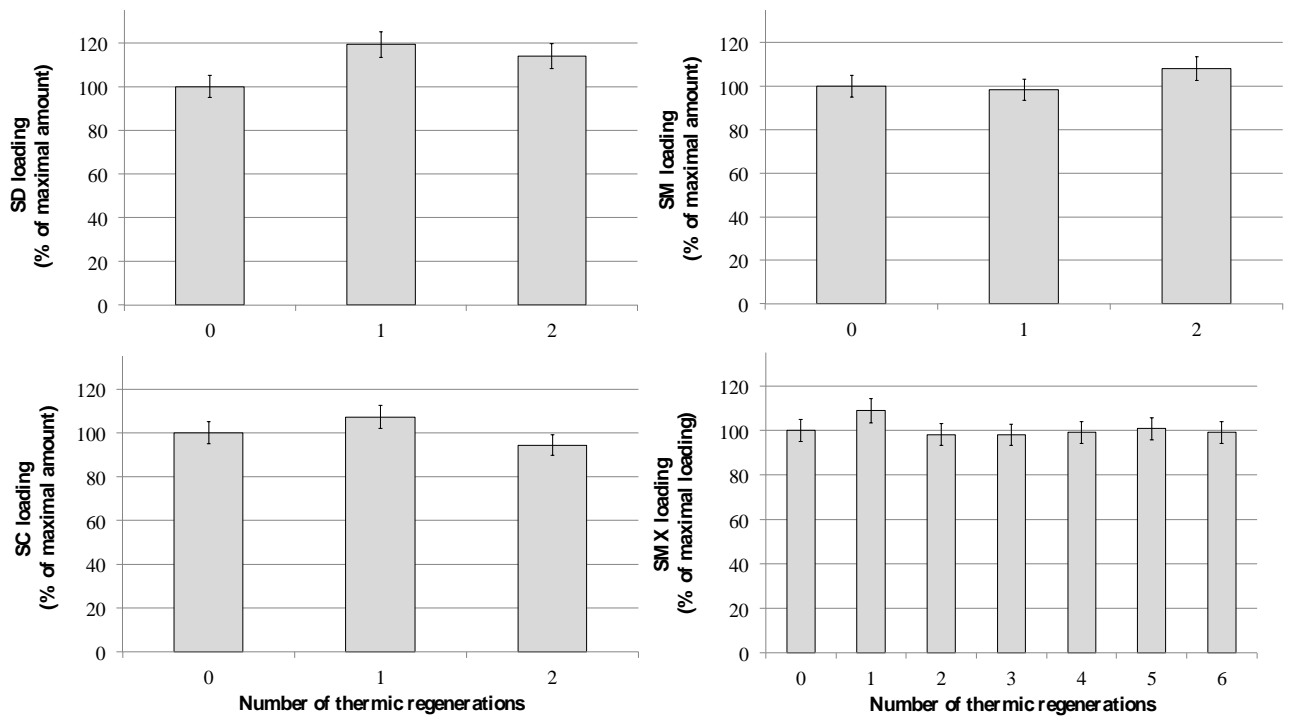 SD loading
(% of maximal amount)
120
100
80
60
40
20
0
0 1 2
SM loading
(% of maximal amount)
120
100
80
60
40
20
0
0 1 2
SC loading
(% of maximal amount)
120
100
80
60
40
20
0
0 1 2
Number of thermic regenerations
SMX loading
(% of maximal loading)
120
100
80
60
40
20
0
0 1 2 3 4 5 6
Number of thermic regenerations